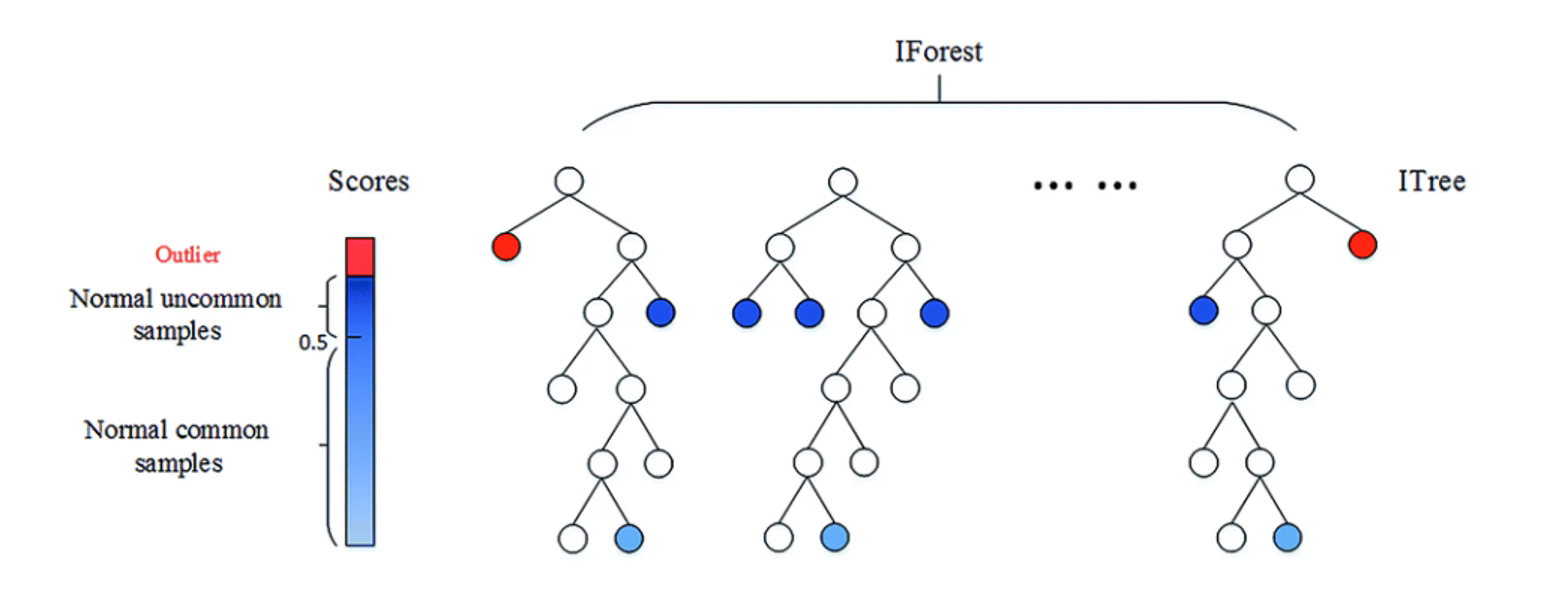 IForest
Scores
... ...
ITree
Outlier
Normal uncommon
samples
0.5
Normal common
samples